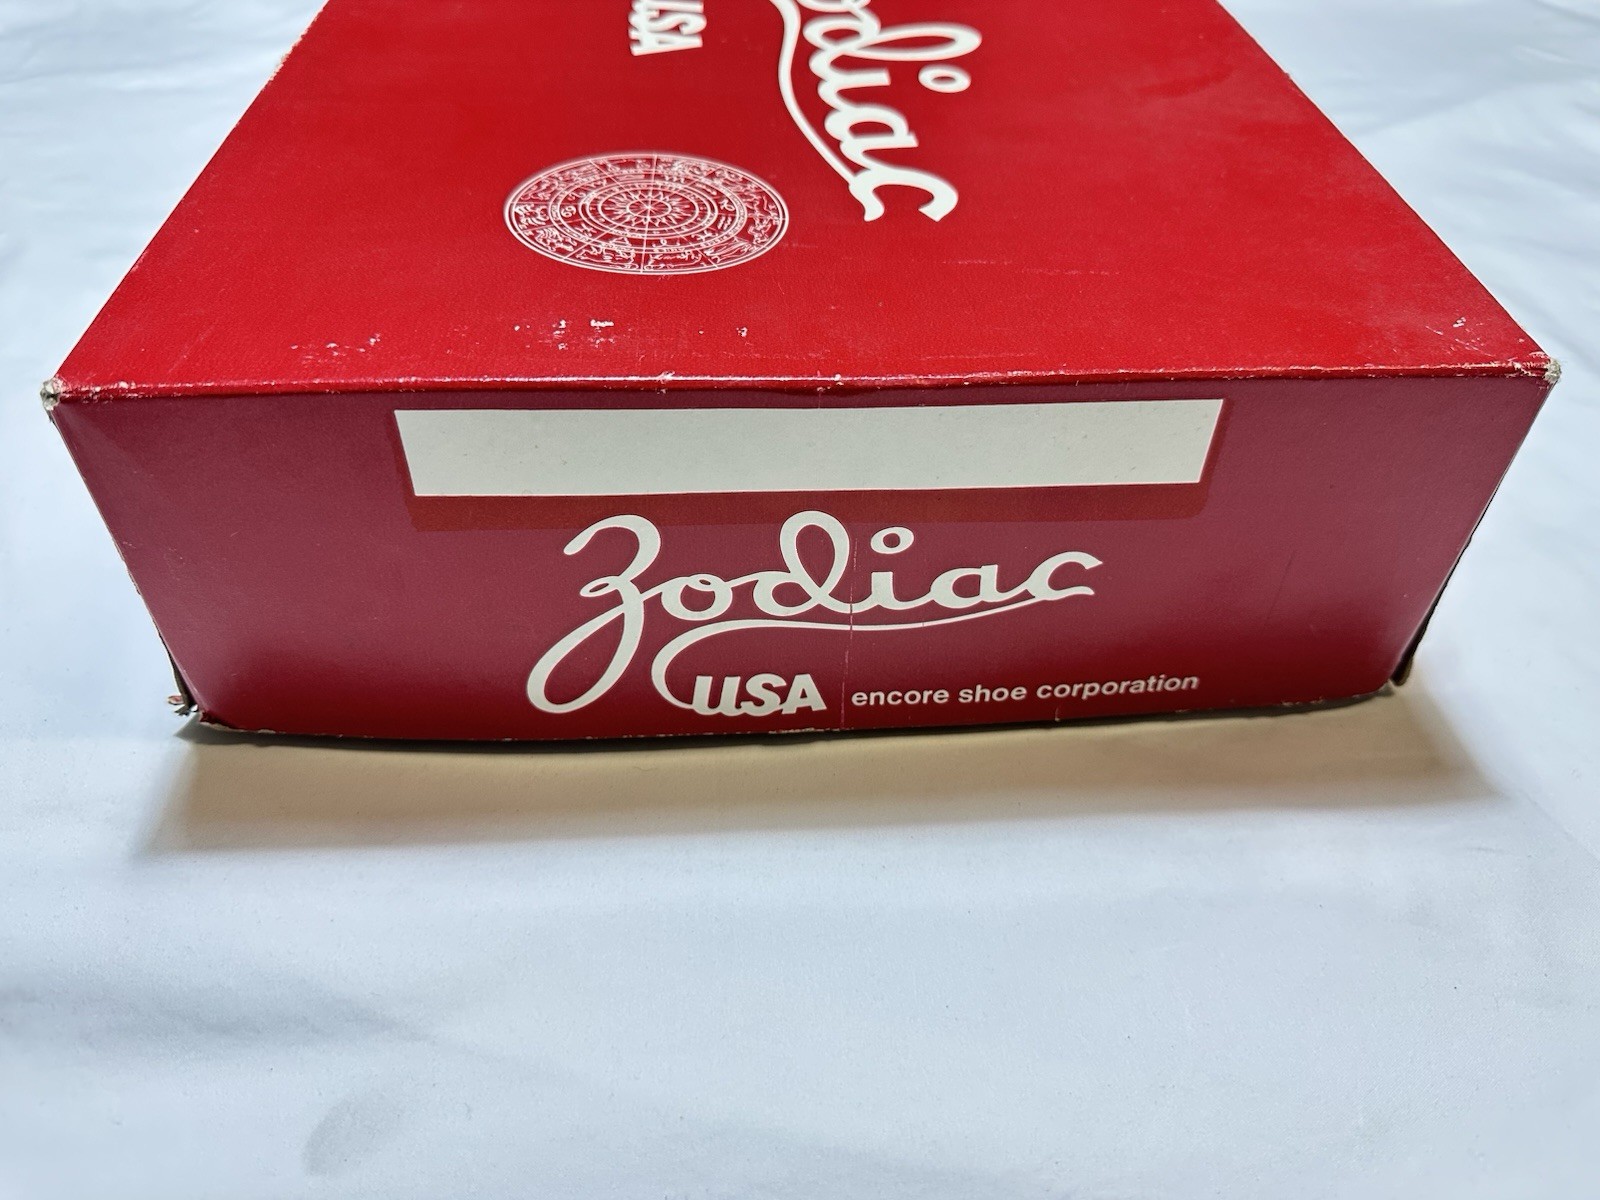 Zodiac
USA
Zodiac
USA encore shoe corporation